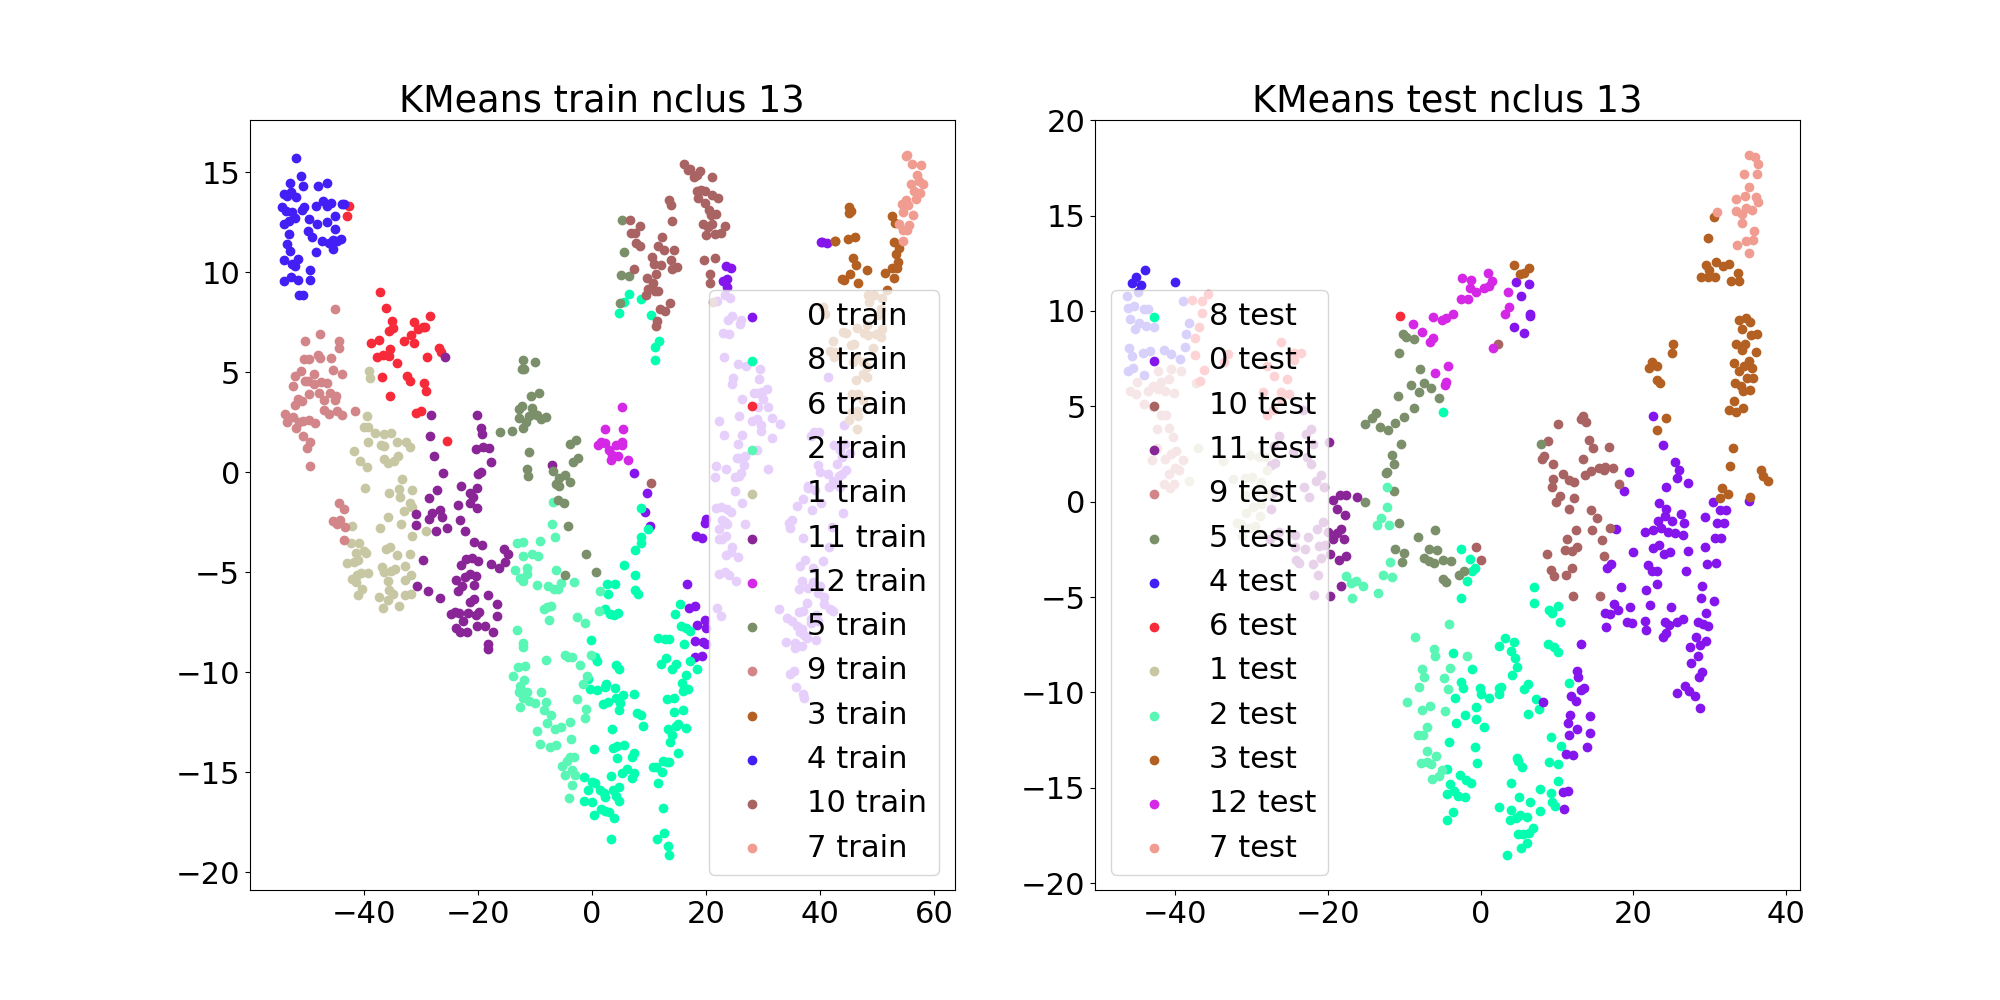 KMeans train nclus 13
15
10
5
0
−5
−10
−15
−20
−40
−20
0
20
40
60
0 train
8 train
6 train
2 train
1 train
11 train
12 train
5 train
9 train
3 train
4 train
10 train
7 train
KMeans test nclus 13
20
15
10
5
0
−5
−10
−15
−20
−40
−20
0
20
40
8 test
0 test
10 test
11 test
9 test
5 test
4 test
6 test
1 test
2 test
3 test
12 test
7 test